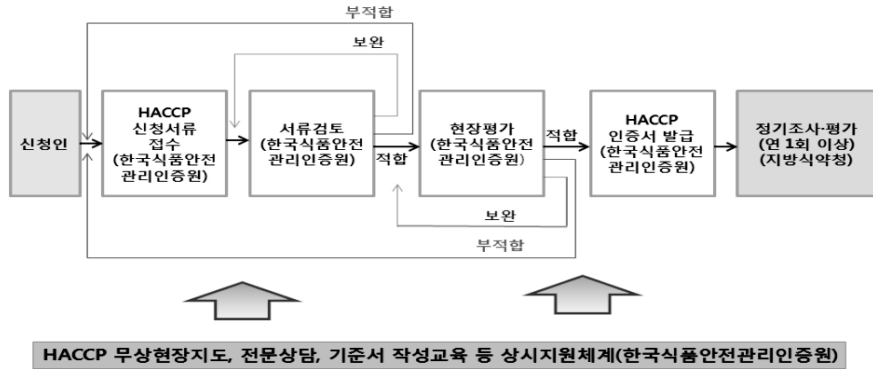 부적합
보완
신청인
HACCP
신청서류
접수
(한국식품안전
관리인증원)
서류검토
(한국식품안전
관리인증원)
적합
현장평가
(한국식품안전
관리인증원)
적합
HACCP
인증서 발급
(한국식품안전
관리인증원)
정기조사·평가
(연 1회 이상)
(지방식약청)
보완
부적합
HACCP 무상현장지도, 전문상담, 기준서 작성교육 등 상시지원체계(한국식품안전관리인증원)